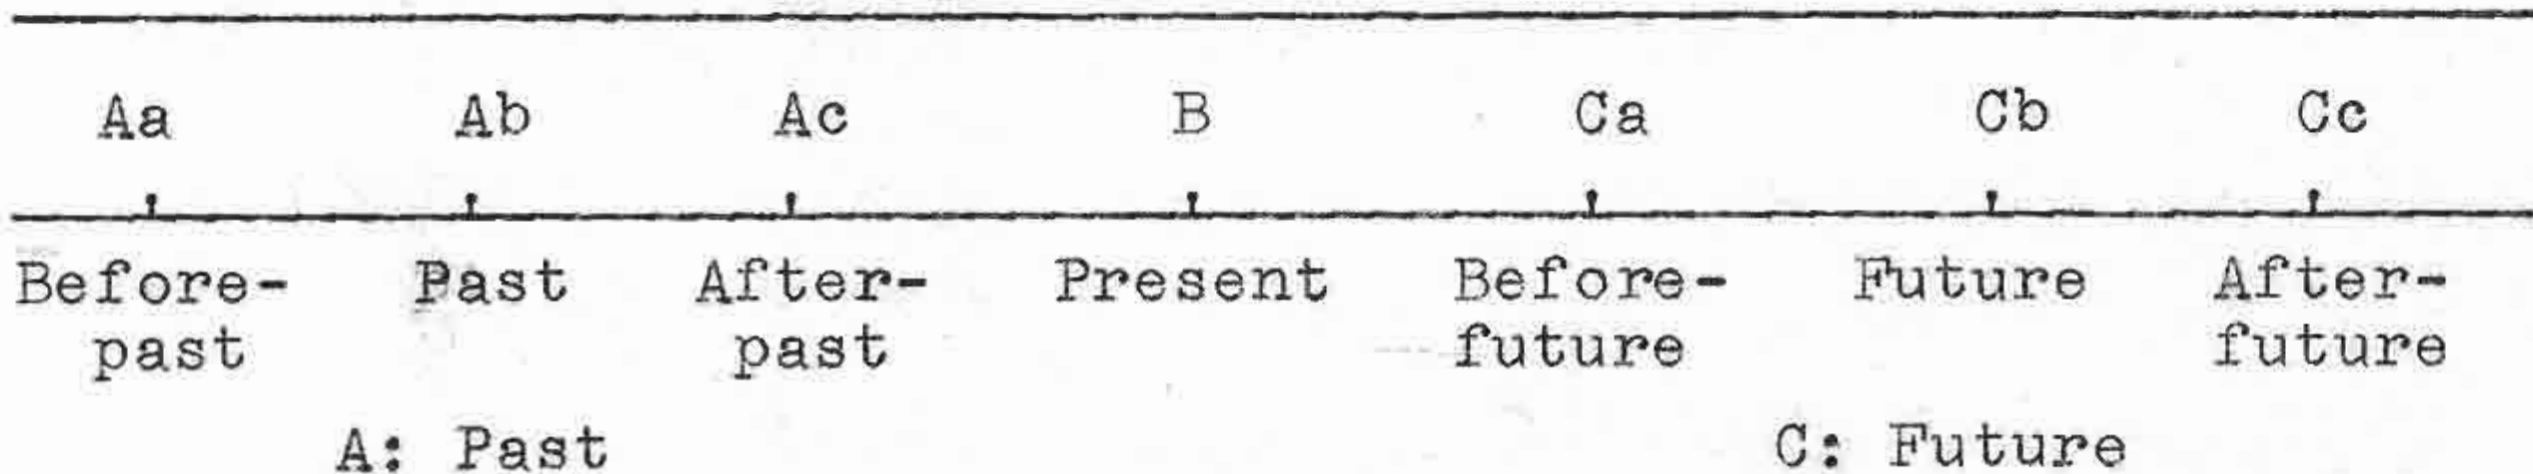 Aa Ab Ac B Ca Cb Cc
Before- Past After- Present Before- Future After-
past past future future
A: Past C: Future